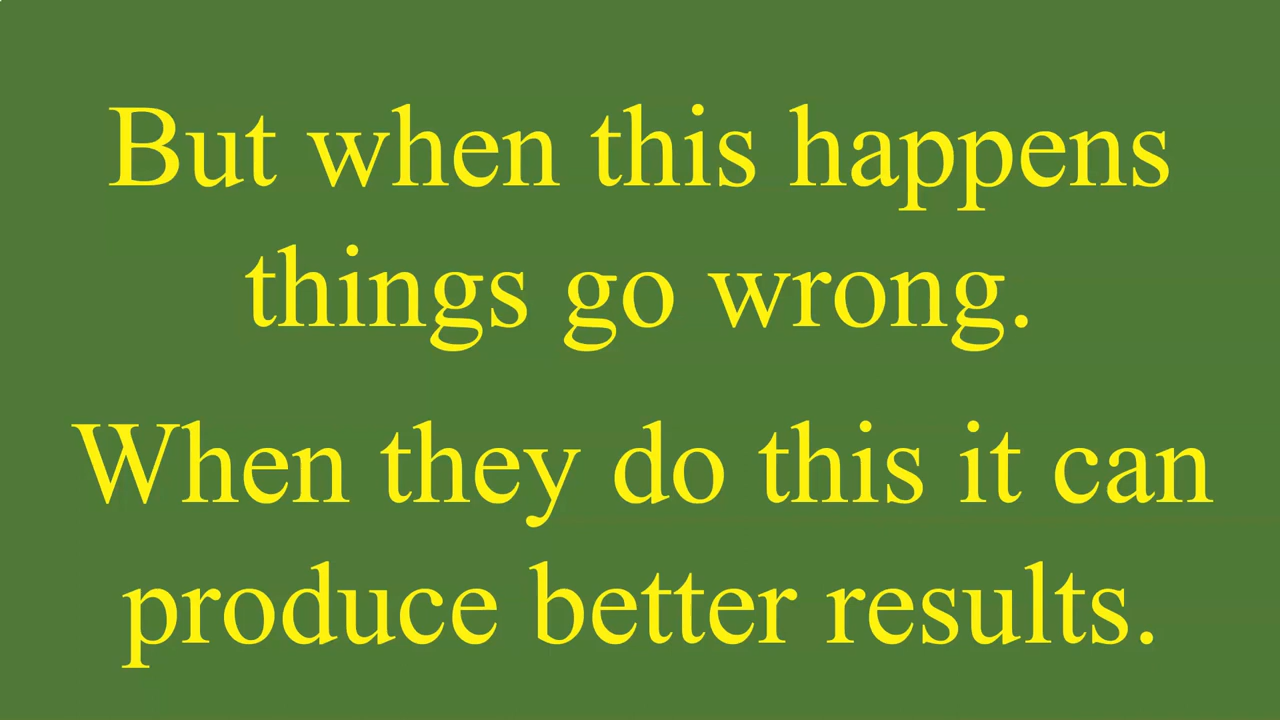 But when this happens
things go wrong.
When they do this it can
produce better results.